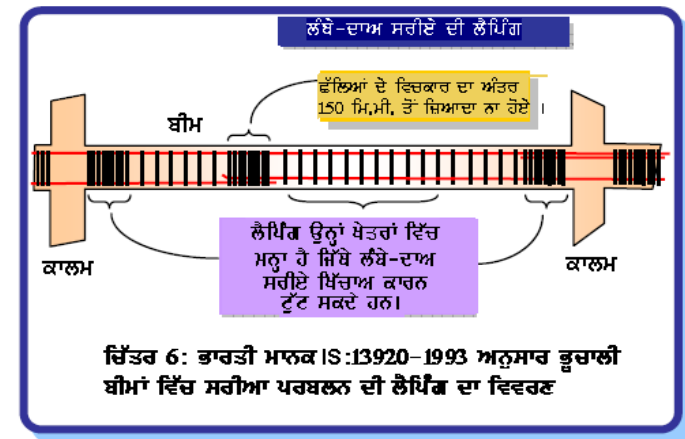 ਲੰਬੇ-ਦਾਅ ਸਰੀਏ ਦੀ ਲੈਪਿੰਗ
ਛੱਲਿਆਂ ਦੇ ਵਿਚਕਾਰ ਦਾ ਅੰਤਰ
150 ਮਿ.ਮੀ. ਤੋਂ ਜ਼ਿਆਦਾ ਨਾ ਹੋਏ ।
ਬੀਮ
ਲੈਪਿੰਗ ਉਨ੍ਹਾਂ ਖੇਤਰਾਂ ਵਿੱਚ
ਮਨ੍ਹਾ ਹੈ ਜਿੱਥੇ ਲੰਬੇ-ਦਾਅ
ਸਰੀਏ ਖਿੱਚਾਅ ਕਾਰਨ
ਟੁੱਟ ਸਕਦੇ ਹਨ।
ਕਾਲਮ
ਕਾਲਮ
ਚਿੱਤਰ 6: ਭਾਰਤੀ ਮਾਨਕ IS:13920-1993 ਅਨੁਸਾਰ ਭੂਚਾਲੀ
ਬੀਮਾਂ ਵਿੱਚ ਸਰੀਆ ਪਰਬਲਨ ਦੀ ਲੈਪਿੰਗ ਦਾ ਵਿਵਰਣ